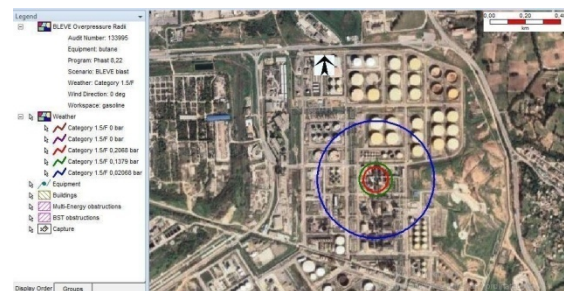 Legend
BLEVE Overpressure Radii
Audit Number: 133995
Equipment: butane
Program: Phast 8,22
Scenario: BLEVE blast
Weather: Category 1.5/F
Wind Direction: 0 deg
Workspace: gasoline
Weather
Category 1.5/F 0 bar
Category 1.5/F 0 bar
Category 1.5/F 0,2068 bar
Category 1.5/F 0,1379 bar
Category 1.5/F 0,02068 bar
Equipment
Buildings
Multi-Energy obstructions
BST obstructions
Capture
Display Order Groups
0,00 0,20 0,40
km